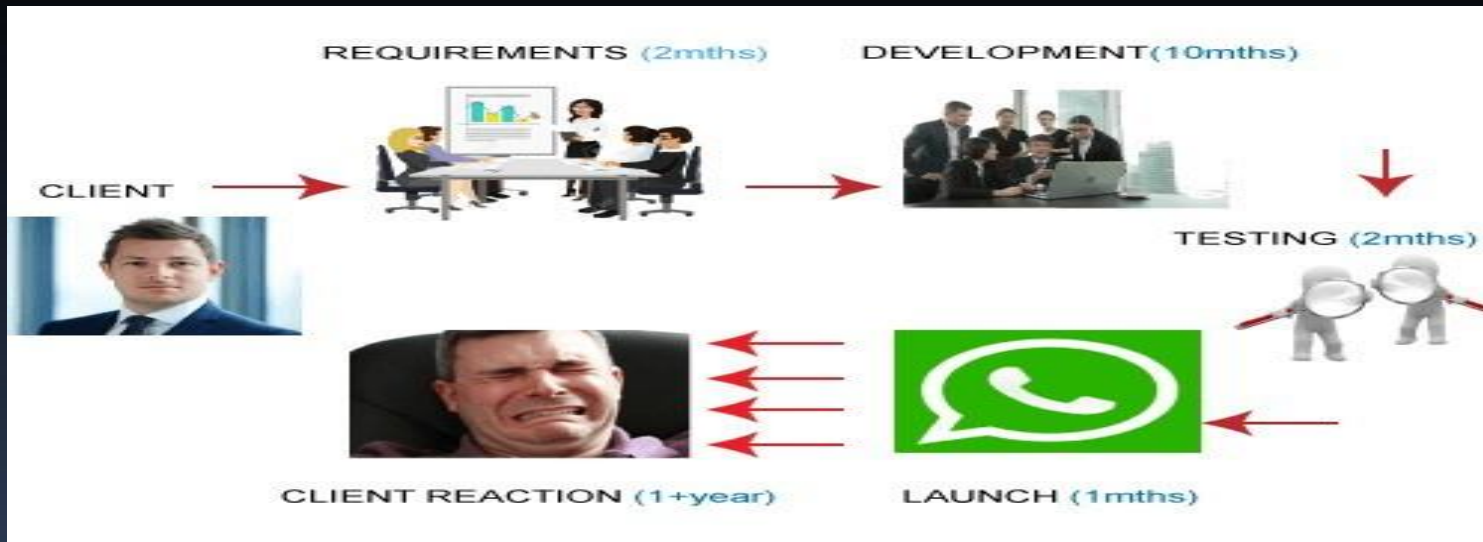 REQUIREMENTS (2mths)
DEVELOPMENT(10mths)
CLIENT
TESTING (2mths)
CLIENT REACTION (1+year)
LAUNCH (1mths)